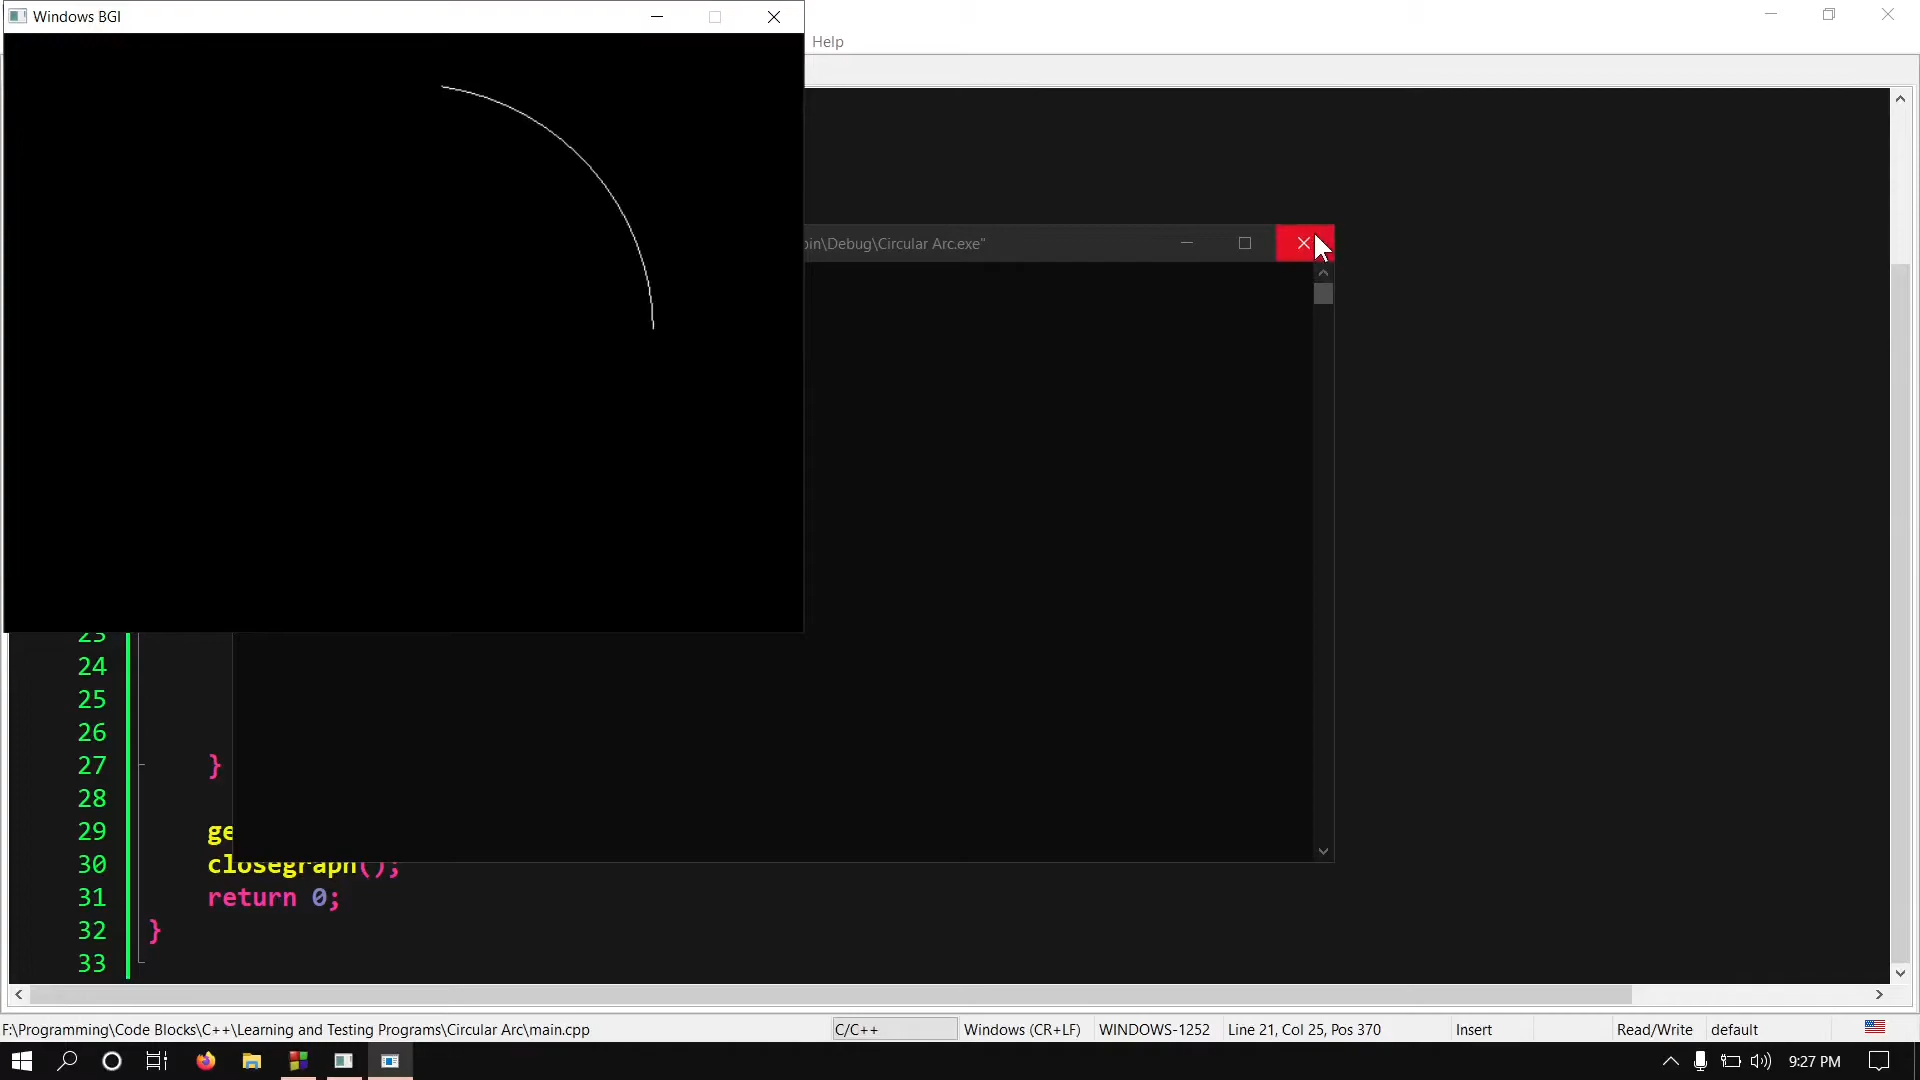 Windows BGI
Help
bin\Debug\Circular Arc.exe"
23
24
25
26
27 }
28
29 ge
30 closegraph();
31 return 0;
32 }
33
F:\Programming\Code Blocks\C++\Learning and Testing Programs\Circular Arc\main.cpp C/C++ Windows (CR+LF) WINDOWS-1252 Line 21, Col 25, Pos 370 Insert Read/Write default
9:27 PM